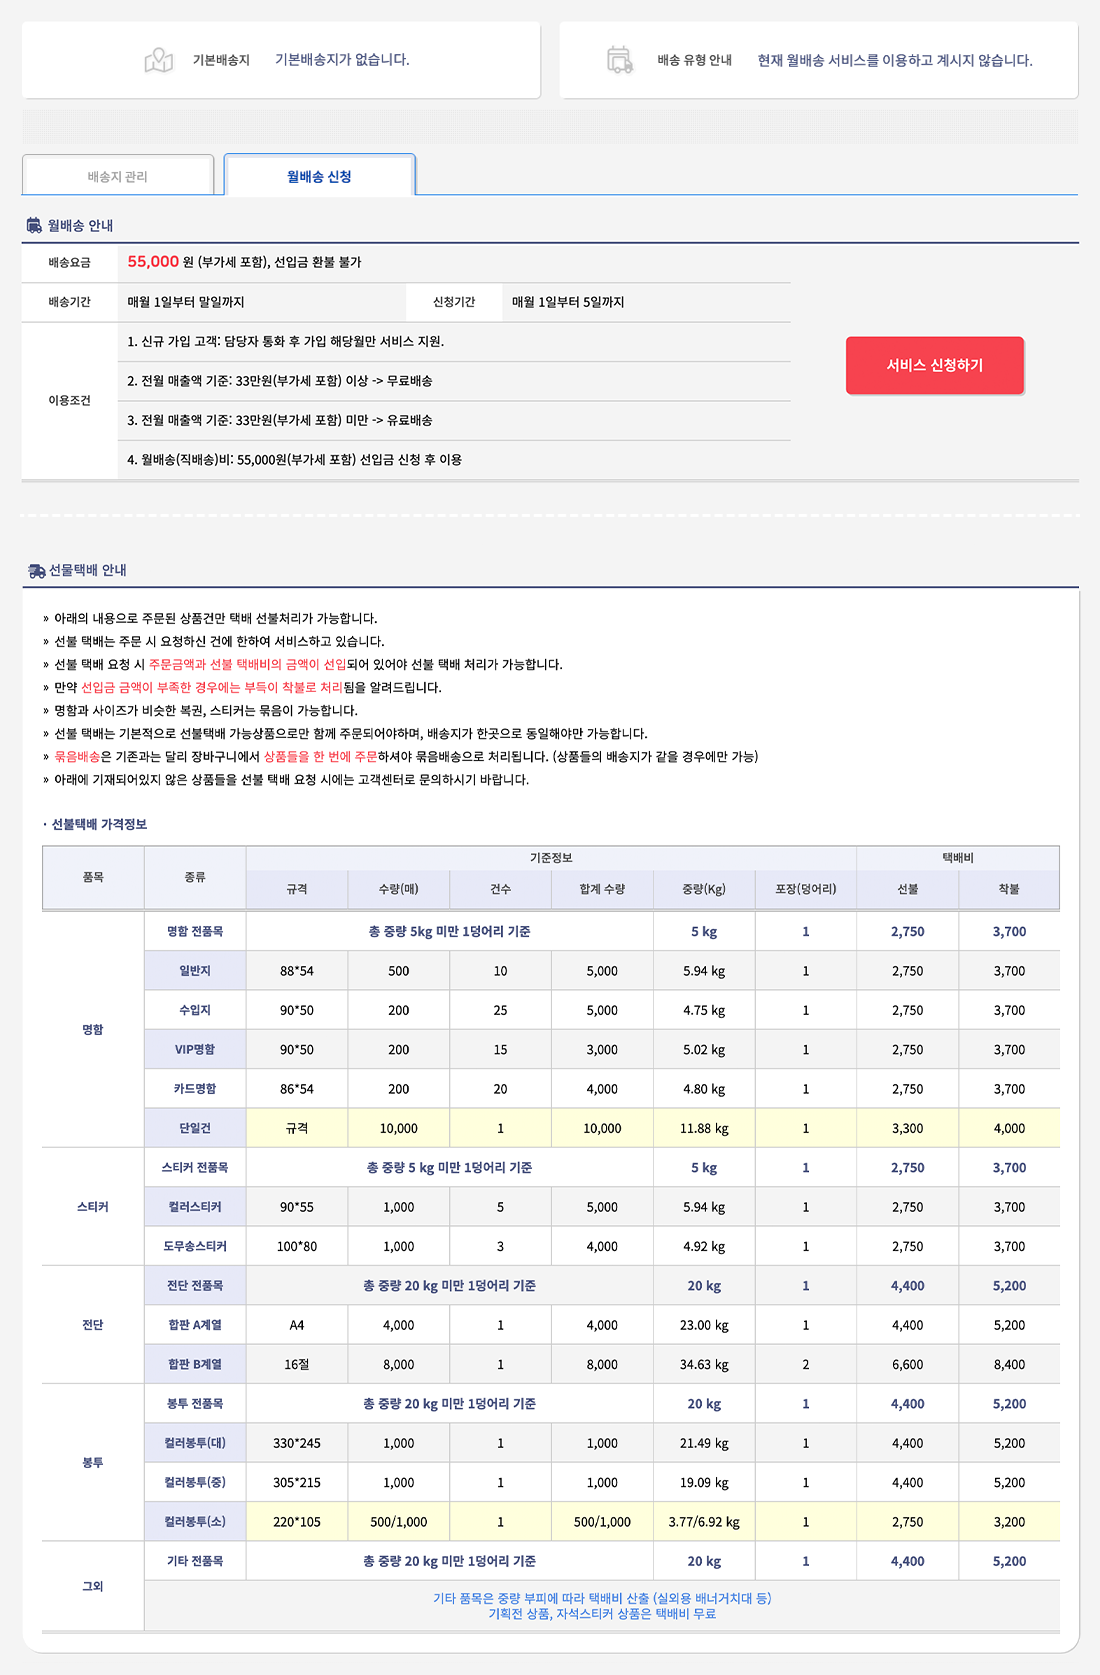 기본배송지 기본배송지가 없습니다.
배송 유형 안내 현재 월배송 서비스를 이용하고 계시지 않습니다.
배송지 관리 월배송 신청
월배송 안내
배송요금 55,000 원 (부가세 포함), 선입금 환불 불가
배송기간 매월 1일부터 말일까지 신청기간 매월 1일부터 5일까지
이용조건
1. 신규 가입 고객: 담당자 통화 후 가입 해당월만 서비스 지원.
2. 전월 매출액 기준: 33만원(부가세 포함) 이상 -> 무료배송
3. 전월 매출액 기준: 33만원(부가세 포함) 미만 -> 유료배송
4. 월배송(직배송)비: 55,000원(부가세 포함) 선입금 신청 후 이용
서비스 신청하기
선물택배 안내
» 아래의 내용으로 주문된 상품건만 택배 선불처리가 가능합니다.
» 선불 택배는 주문 시 요청하신 건에 한하여 서비스하고 있습니다.
» 선불 택배 요청 시 주문금액과 선불 택배비의 금액이 선입되어 있어야 선불 택배 처리가 가능합니다.
» 만약 선입금 금액이 부족한 경우에는 부득이 착불로 처리됨을 알려드립니다.
» 명함과 사이즈가 비슷한 복권, 스티커는 묶음이 가능합니다.
» 선불 택배는 기본적으로 선불택배 가능상품으로만 함께 주문되어야하며, 배송지가 한곳으로 동일해야만 가능합니다.
» 묶음배송은 기존과는 달리 장바구니에서 상품들을 한 번에 주문하셔야 묶음배송으로 처리됩니다. (상품들의 배송지가 같을 경우에만 가능)
» 아래에 기재되어있지 않은 상품들을 선불 택배 요청 시에는 고객센터로 문의하시기 바랍니다.
· 선불택배 가격정보
품목 종류 기준정보 택배비
규격 수량(매) 건수 합계 수량 중량(Kg) 포장(덩어리) 선불 착불
명함
명함 전품목 총 중량 5kg 미만 1덩어리 기준 5 kg 1 2,750 3,700
일반지 88*54 500 10 5,000 5.94 kg 1 2,750 3,700
수입지 90*50 200 25 5,000 4.75 kg 1 2,750 3,700
VIP명함 90*50 200 15 3,000 5.02 kg 1 2,750 3,700
카드명함 86*54 200 20 4,000 4.80 kg 1 2,750 3,700
단일건 규격 10,000 1 10,000 11.88 kg 1 3,300 4,000
스티커
스티커 전품목 총 중량 5 kg 미만 1덩어리 기준 5 kg 1 2,750 3,700
컬러스티커 90*55 1,000 5 5,000 5.94 kg 1 2,750 3,700
도무송스티커 100*80 1,000 3 4,000 4.92 kg 1 2,750 3,700
전단
전단 전품목 총 중량 20 kg 미만 1덩어리 기준 20 kg 1 4,400 5,200
합판 A계열 A4 4,000 1 4,000 23.00 kg 1 4,400 5,200
합판 B계열 16절 8,000 1 8,000 34.63 kg 2 6,600 8,400
봉투
봉투 전품목 총 중량 20 kg 미만 1덩어리 기준 20 kg 1 4,400 5,200
컬러봉투(대) 330*245 1,000 1 1,000 21.49 kg 1 4,400 5,200
컬러봉투(중) 305*215 1,000 1 1,000 19.09 kg 1 4,400 5,200
컬러봉투(소) 220*105 500/1,000 1 500/1,000 3.77/6.92 kg 1 2,750 3,200
그외
기타 전품목 총 중량 20 kg 미만 1덩어리 기준 20 kg 1 4,400 5,200
기타 품목은 중량 부피에 따라 택배비 산출 (실외용 배너거치대 등)
기획전 상품, 자석스티커 상품은 택배비 무료